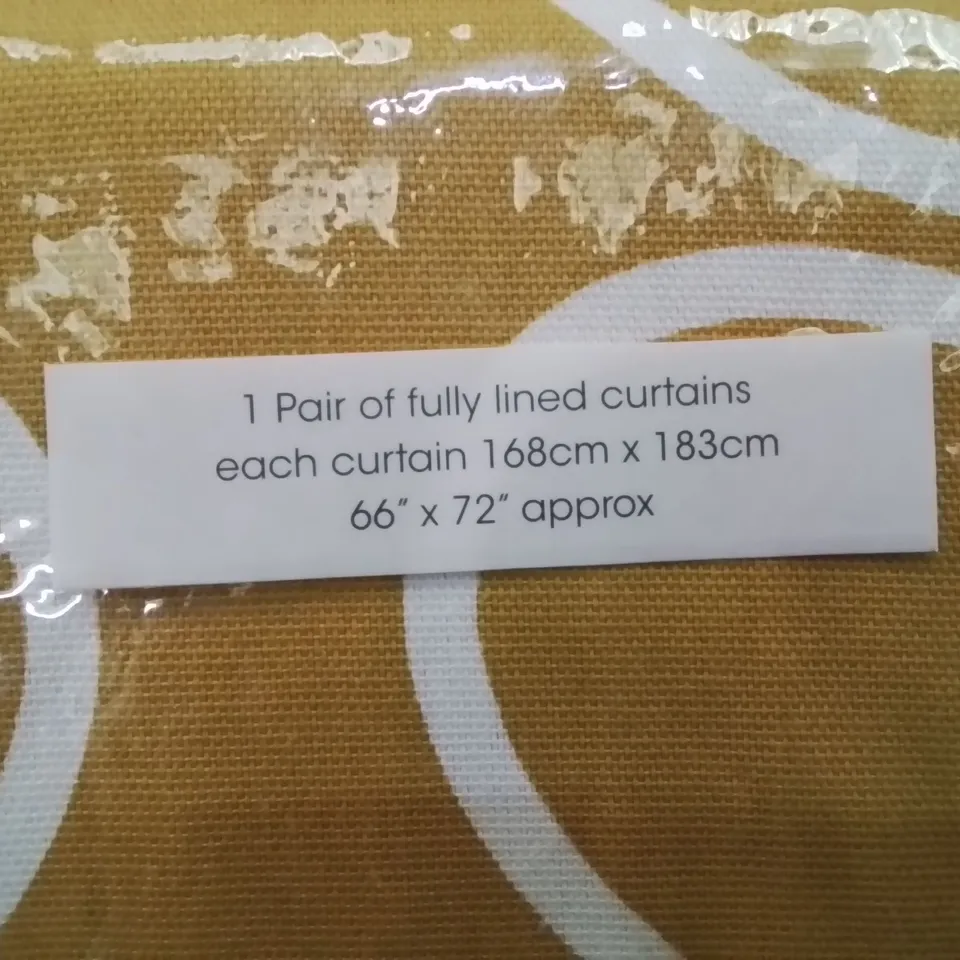 1 Pair of fully lined curtains
each curtain 168cm x 183cm
66” x 72” approx